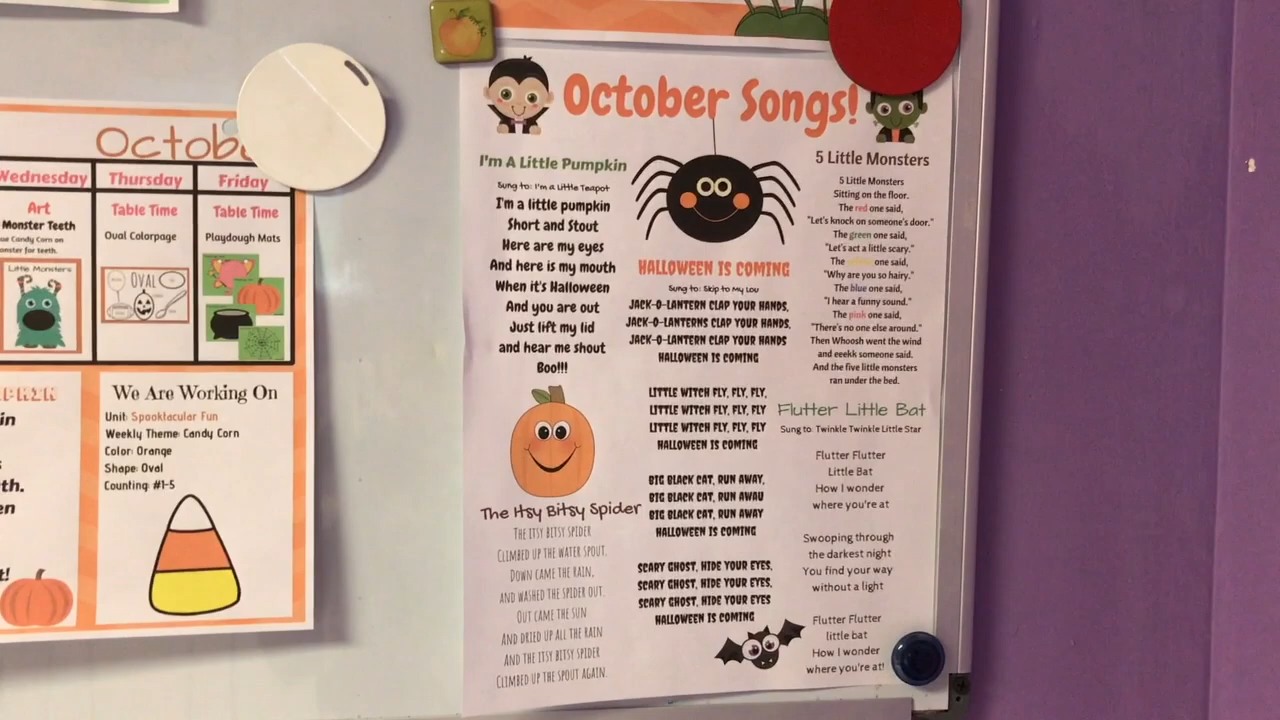 Wednesday Thursday Friday
Art
Monster Teeth
Candy Corn on
for teeth.
Little Monsters
Table Time
Oval Colorpage
OVAL
Table Time
Playdough Mats
We Are Working On
Unit: Spooktacular Fun
Weekly Theme: Candy Corn
Color: Orange
Shape: Oval
Counting: #1-5
October Songs!
I'm A Little Pumpkin
Sung to: I'm a Little Teapot
I'm a little pumpkin
Short and Stout
Here are my eyes
And here is my mouth
When it's Halloween
And you are out
Just lift my lid
and hear me shout
Boo!!!
The Itsy Bitsy Spider
The itsy bitsy spider
Climbed up the water spout.
Down came the rain,
and washed the spider out.
Out came the sun
and dried up all the rain
and the itsy bitsy spider
Climbed up the spout again.
HALLOWEEN IS COMING
Sung to: Skip to My Lou
JACK-O-LANTERN CLAP YOUR HANDS,
JACK-O-LANTERNS CLAP YOUR HANDS,
JACK-O-LANTERN CLAP YOUR HANDS
HALLOWEEN IS COMING
LITTLE WITCH FLY, FLY, FLY,
LITTLE WITCH FLY, FLY, FLY
LITTLE WITCH FLY, FLY, FLY
HALLOWEEN IS COMING
BIG BLACK CAT, RUN AWAY,
BIG BLACK CAT, RUN AWAU
BIG BLACK CAT, RUN AWAY
HALLOWEEN IS COMING
SCARY GHOST, HIDE YOUR EYES,
SCARY GHOST, HIDE YOUR EYES,
SCARY GHOST, HIDE YOUR EYES
HALLOWEEN IS COMING
5 Little Monsters
5 Little Monsters
Sitting on the floor.
The red one said,
"Let's knock on someone's door."
The green one said,
"Let's act a little scary."
The yellow one said,
"Why are you so hairy."
The blue one said,
"I hear a funny sound."
The pink one said,
"There's no one else around."
Then Whoosh went the wind
and eeekk someone said.
And the five little monsters
ran under the bed.
Flutter Little Bat
Sung to: Twinkle Twinkle Little Star
Flutter Flutter
Little Bat
How I wonder
where you're at
Swooping through
the darkest night
You find your way
without a light
Flutter Flutter
little bat
How I wonder
where you're at!